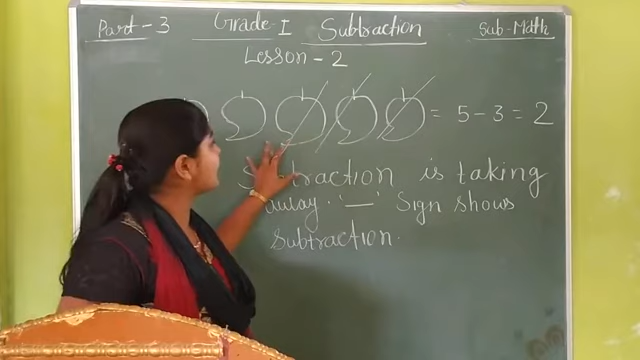 Part - 3 Grade-I Subtraction Sub-Math
Lesson - 2
= 5 - 3 = 2
Subtraction is taking
away. "—" Sign shows
Subtraction.